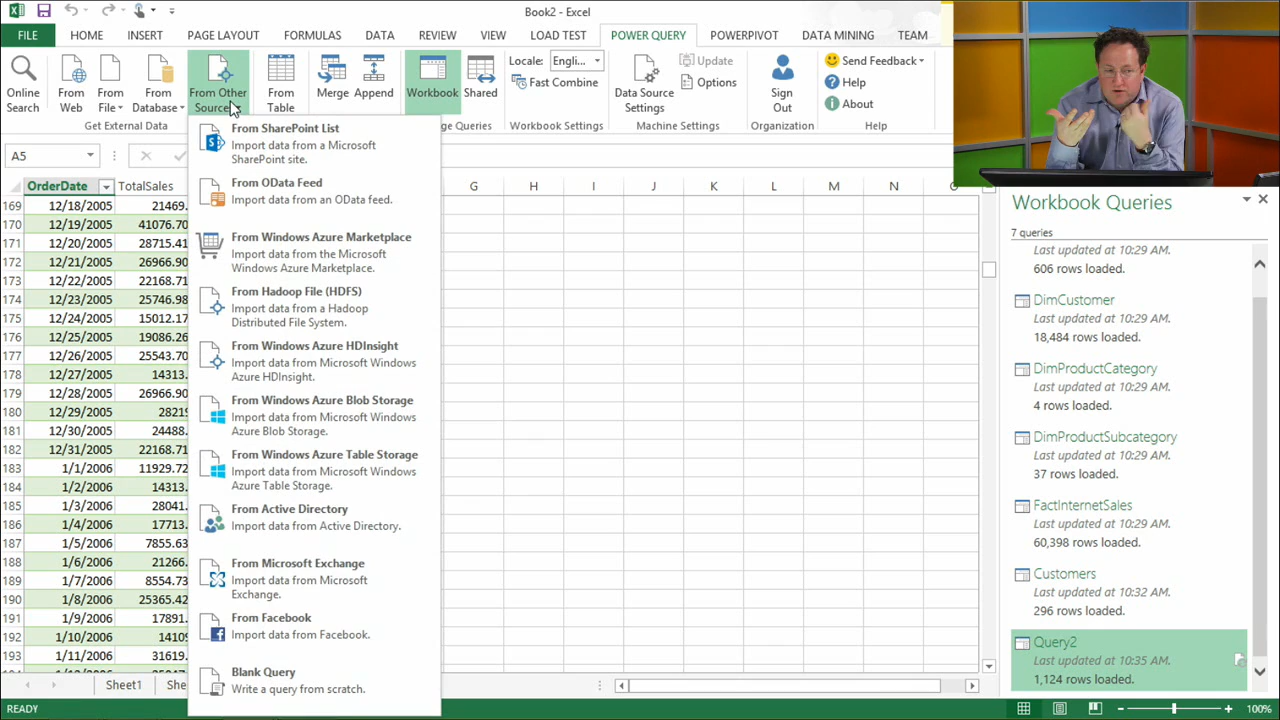 Book2 - Excel
FILE HOME INSERT PAGE LAYOUT FORMULAS DATA REVIEW VIEW LOAD TEST POWER QUERY POWERPIVOT DATA MINING TEAM
Online Search
From Web
From File
From Database
From Other
From Table
Merge
Append
Workbook
Shared
Locale: Engli...
Fast Combine
Data Source Settings
Update
Options
Sign Out
Send Feedback
Help
About
Get External Data
Workbook Settings
Machine Settings
Organization
Help
A5
From SharePoint List
Import data from a Microsoft
SharePoint site.
From OData Feed
Import data from an OData feed.
From Windows Azure Marketplace
Import data from the Microsoft
Windows Azure Marketplace.
From Hadoop File (HDFS)
Import data from a Hadoop
Distributed File System.
From Windows Azure HDInsight
Import data from Microsoft Windows
Azure HDInsight.
From Windows Azure Blob Storage
Import data from Microsoft Windows
Azure Blob Storage.
From Windows Azure Table Storage
Import data from Microsoft Windows
Azure Table Storage.
From Active Directory
Import data from Active Directory.
From Microsoft Exchange
Import data from Microsoft
Exchange.
From Facebook
Import data from Facebook.
Blank Query
Write a query from scratch.
OrderDate TotalSales G H I J K L M N
169 12/18/2005 21469.
170 12/19/2005 41076.70
171 12/20/2005 28715.41
172 12/21/2005 26966.90
173 12/22/2005 22168.71
174 12/23/2005 25746.98
175 12/24/2005 15012.17
176 12/25/2005 19086.26
177 12/26/2005 25543.70
178 12/27/2005 14313.
179 12/28/2005 26966.90
180 12/29/2005 28219
181 12/30/2005 24488.
182 12/31/2005 22168.71
183 1/1/2006 11929.72
184 1/2/2006 14313.
185 1/3/2006 28041.
186 1/4/2006 17713.
187 1/5/2006 7855.63
188 1/6/2006 21266.
189 1/7/2006 8554.73
190 1/8/2006 25365.42
191 1/9/2006 17891.
192 1/10/2006 14109
193 1/11/2006 31619.
Sheet1
READY
100%
Workbook Queries
7 queries
Last updated at 10:29 AM.
606 rows loaded.
DimCustomer
Last updated at 10:29 AM.
18,484 rows loaded.
DimProductCategory
Last updated at 10:29 AM.
4 rows loaded.
DimProductSubcategory
Last updated at 10:29 AM.
37 rows loaded.
FactInternetSales
Last updated at 10:29 AM.
60,398 rows loaded.
Customers
Last updated at 10:32 AM.
296 rows loaded.
Query2
Last updated at 10:35 AM.
1,124 rows loaded.